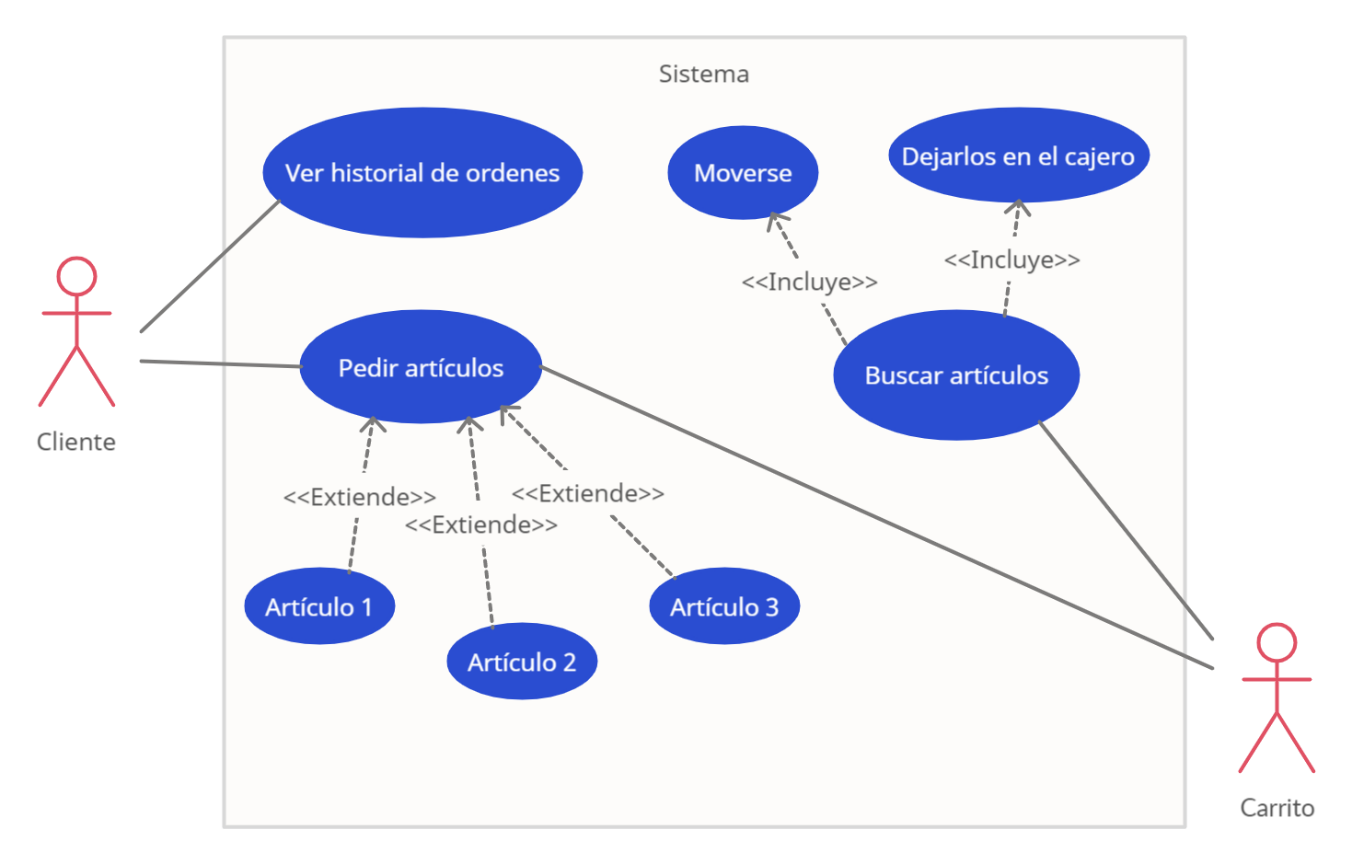 Sistema
Ver historial de ordenes
Moverse
Dejarlos en el cajero
<<Incluye>>
<<Incluye>>
Cliente
Pedir artículos
Buscar artículos
<<Extiende>>
<<Extiende>>
<<Extiende>>
Artículo 1
Artículo 2
Artículo 3
Carrito